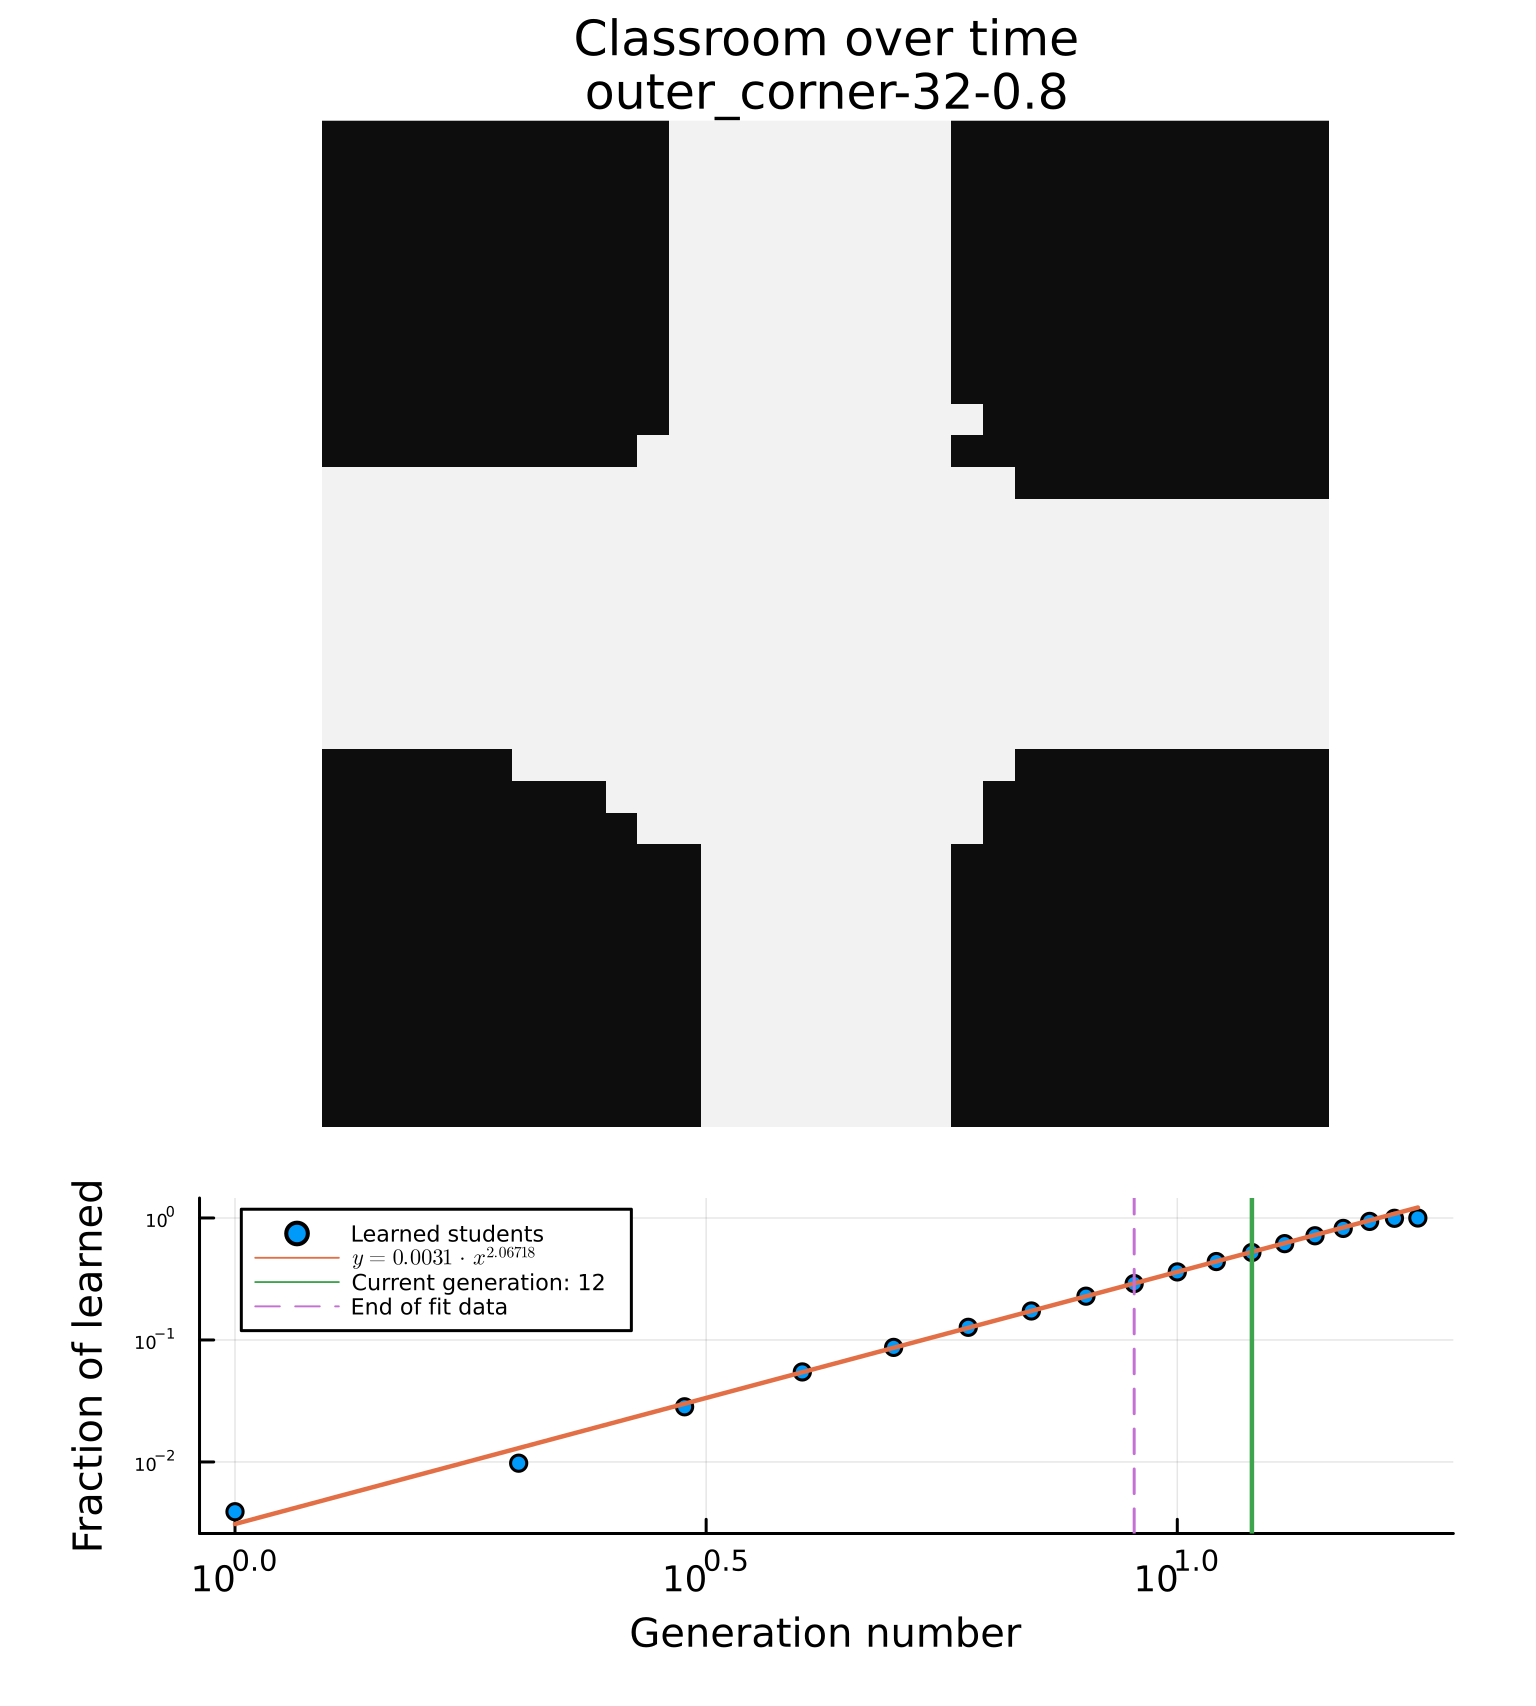 Classroom over time
outer_corner-32-0.8
Fraction of learned
10⁰
10⁻¹
10⁻²
Learned students
y = 0.0031 · x^2.06718
Current generation: 12
End of fit data
10^0.0
10^0.5
10^1.0
Generation number